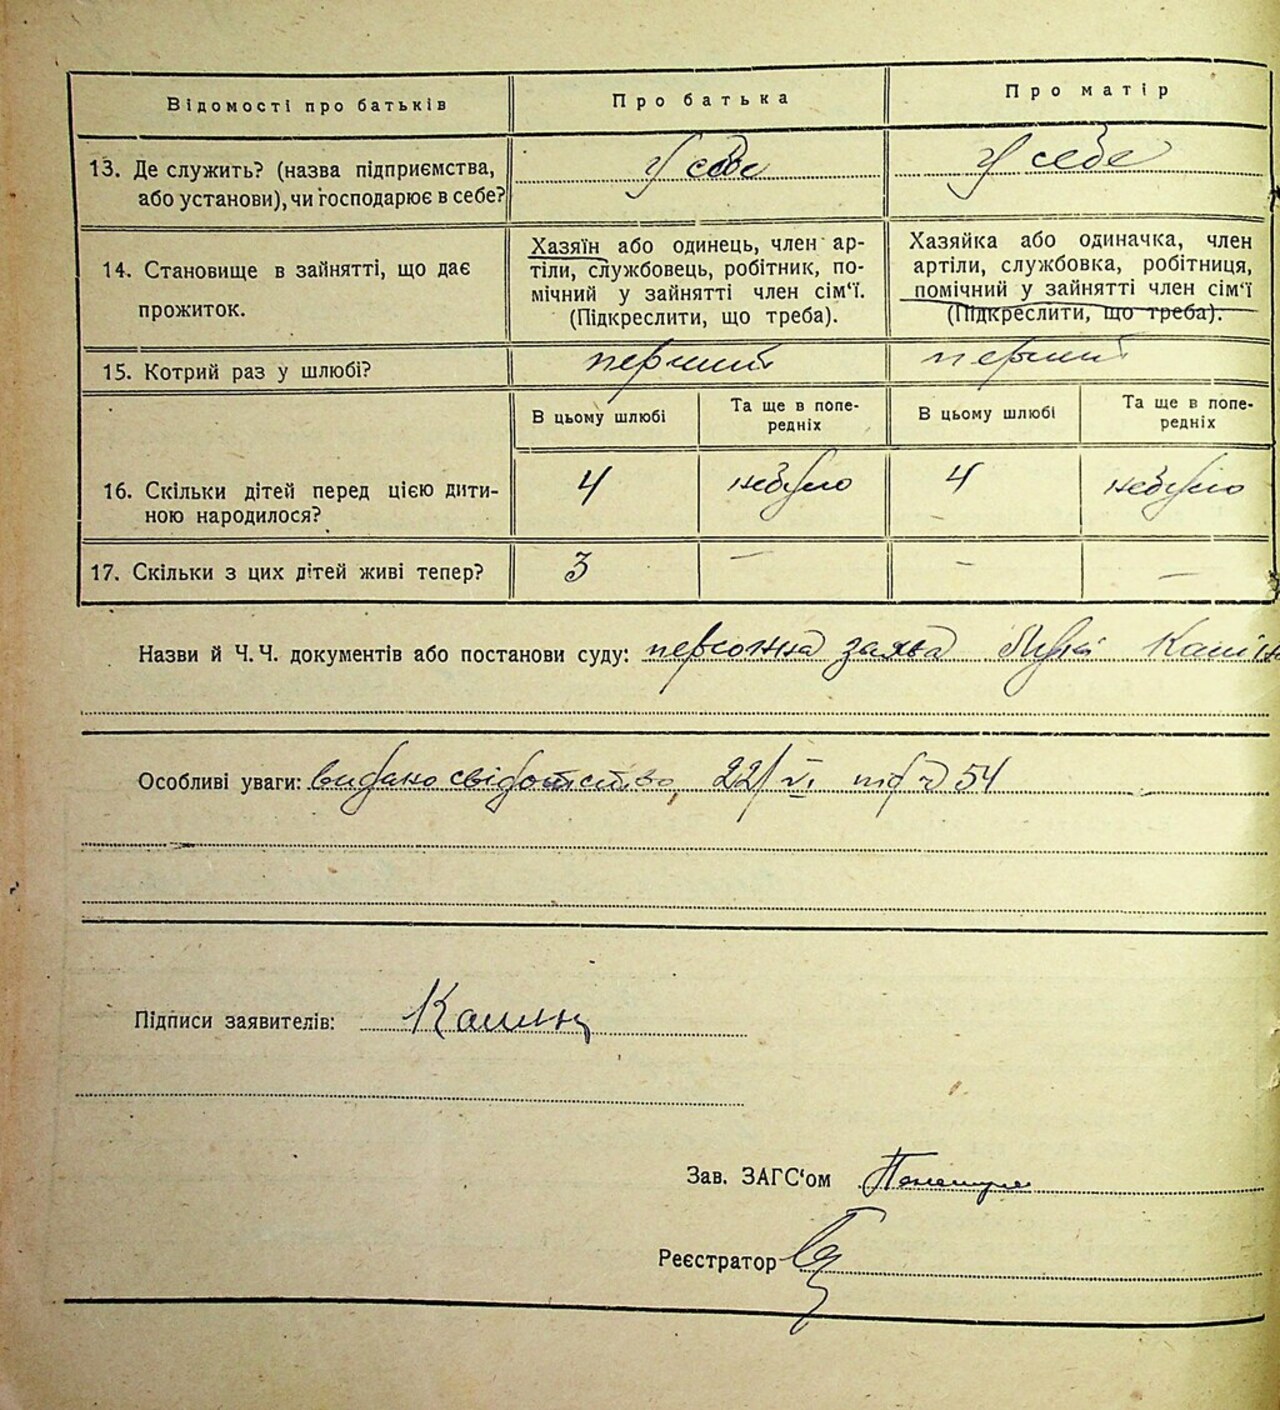 Відомості про батьків
Про батька
Про матір
13. Де служить? (назва підприємства,
або установи), чи господарює в себе?
У себе
У себе
14. Становище в зайнятті, що дає
прожиток.
Хазяїн або одинець, член ар-
тіли, службовець, робітник, по-
мічний у зайнятті член сім‘ї.
(Підкреслити, що треба).
Хазяйка або одиначка, член
артіли, службовка, робітниця,
помічний у зайнятті член сім‘ї
(Підкреслити, що треба).
15. Котрий раз у шлюбі?
перший
перший
В цьому шлюбі
Та ще в попе-
редніх
В цьому шлюбі
Та ще в попе-
редніх
16. Скільки дітей перед цією дити-
ною народилося?
4
небуло
4
небуло
17. Скільки з цих дітей живі тепер?
3
—
—
—
Назви й Ч. Ч. документів або постанови суду: персональна заява
Особливі уваги: видано свідотство 22/VI під № 54
Підписи заявителів:
Зав. ЗАГС‘ом
Реєстратор